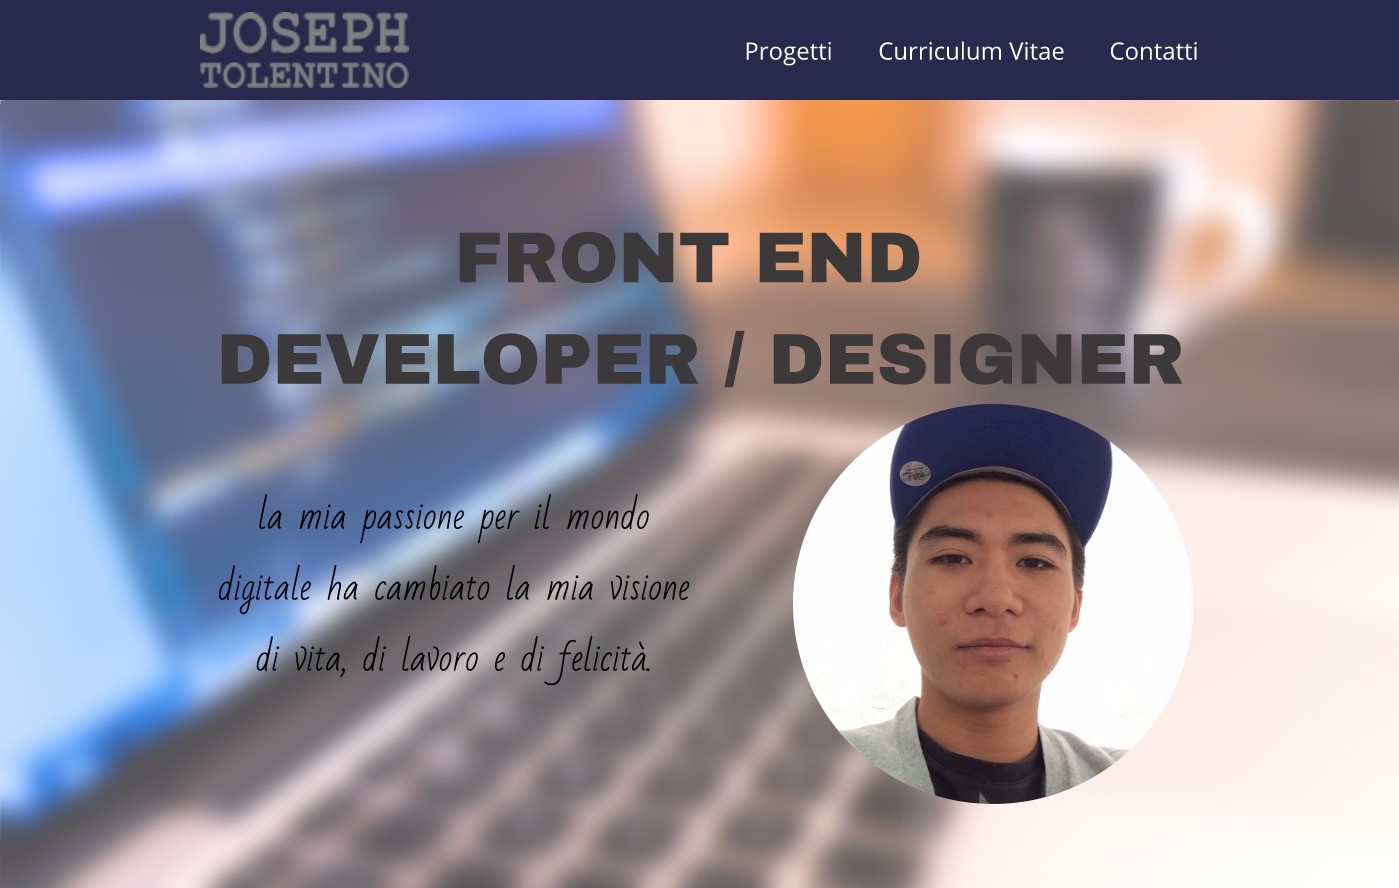 JOSEPH
TOLENTINO
Progetti Curriculum Vitae Contatti
FRONT END
DEVELOPER / DESIGNER
la mia passione per il mondo
digitale ha cambiato la mia visione
di vita, di lavoro e di felicità.